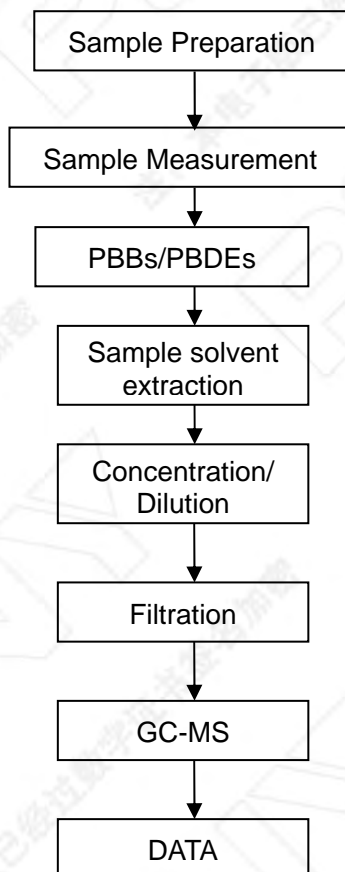 Sample Preparation
Sample Measurement
PBBs/PBDEs
Sample solvent
extraction
Concentration/
Dilution
Filtration
GC-MS
DATA